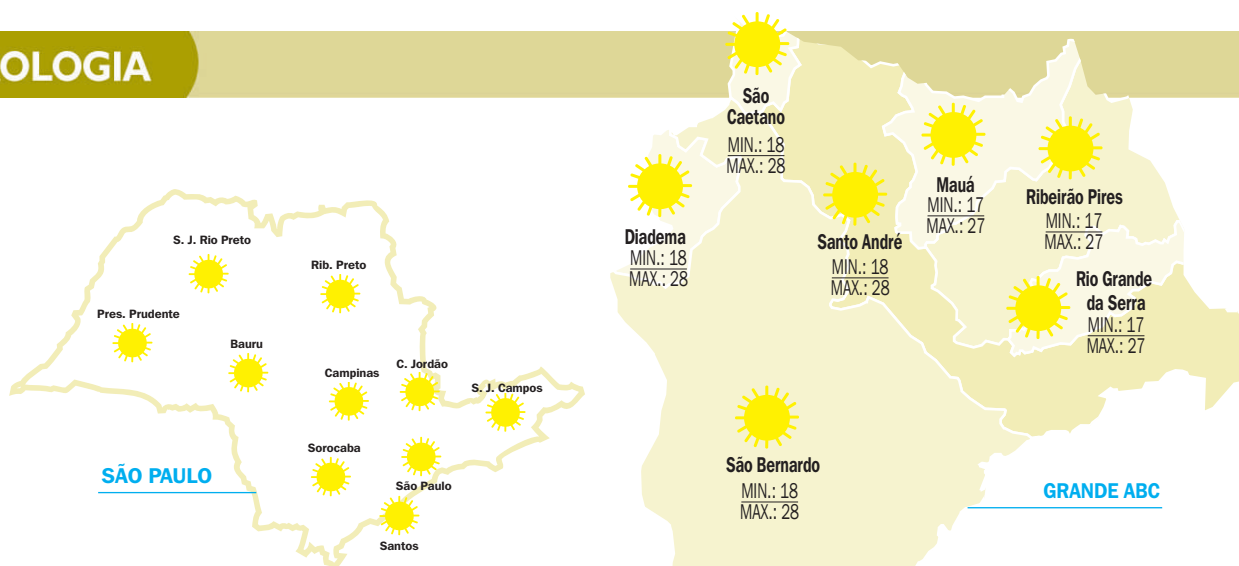 OLOGIA
S. J. Rio Preto
Rib. Preto
Pres. Prudente
Bauru
Campinas
C. Jordão
S. J. Campos
Sorocaba
São Paulo
Santos
SÃO PAULO
São
Caetano
MIN.: 18
MAX.: 28
Diadema
MIN.: 18
MAX.: 28
Santo André
MIN.: 18
MAX.: 28
Mauá
MIN.: 17
MAX.: 27
Ribeirão Pires
MIN.: 17
MAX.: 27
Rio Grande
da Serra
MIN.: 17
MAX.: 27
São Bernardo
MIN.: 18
MAX.: 28
GRANDE ABC